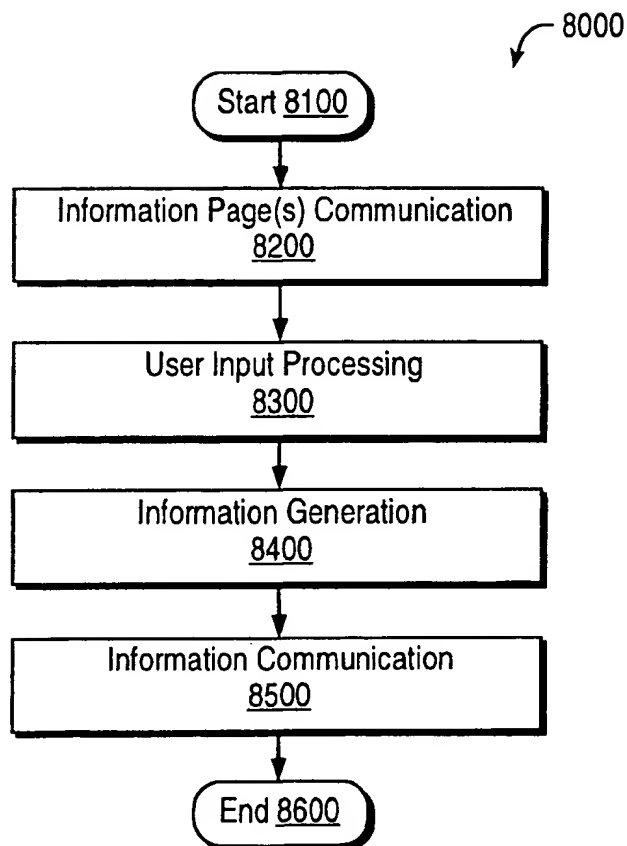 8000
Start 8100
Information Page(s) Communication
8200
User Input Processing
8300
Information Generation
8400
Information Communication
8500
End 8600